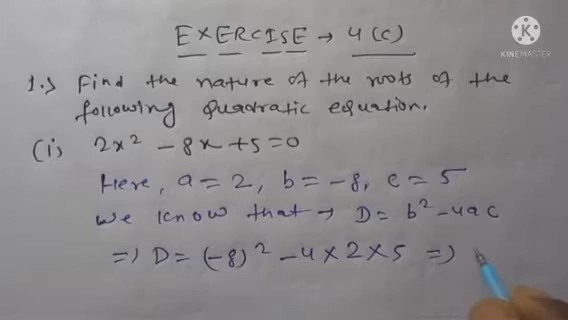 EXERCISE → 4(C)
KINEMASTER
1.) Find the nature of the roots of the
following quadratic equation.
(i) 2x² - 8x + 5 = 0
Here, a = 2, b = -8, c = 5
We know that → D = b² - 4ac
=> D = (-8)² - 4 × 2 × 5 =>